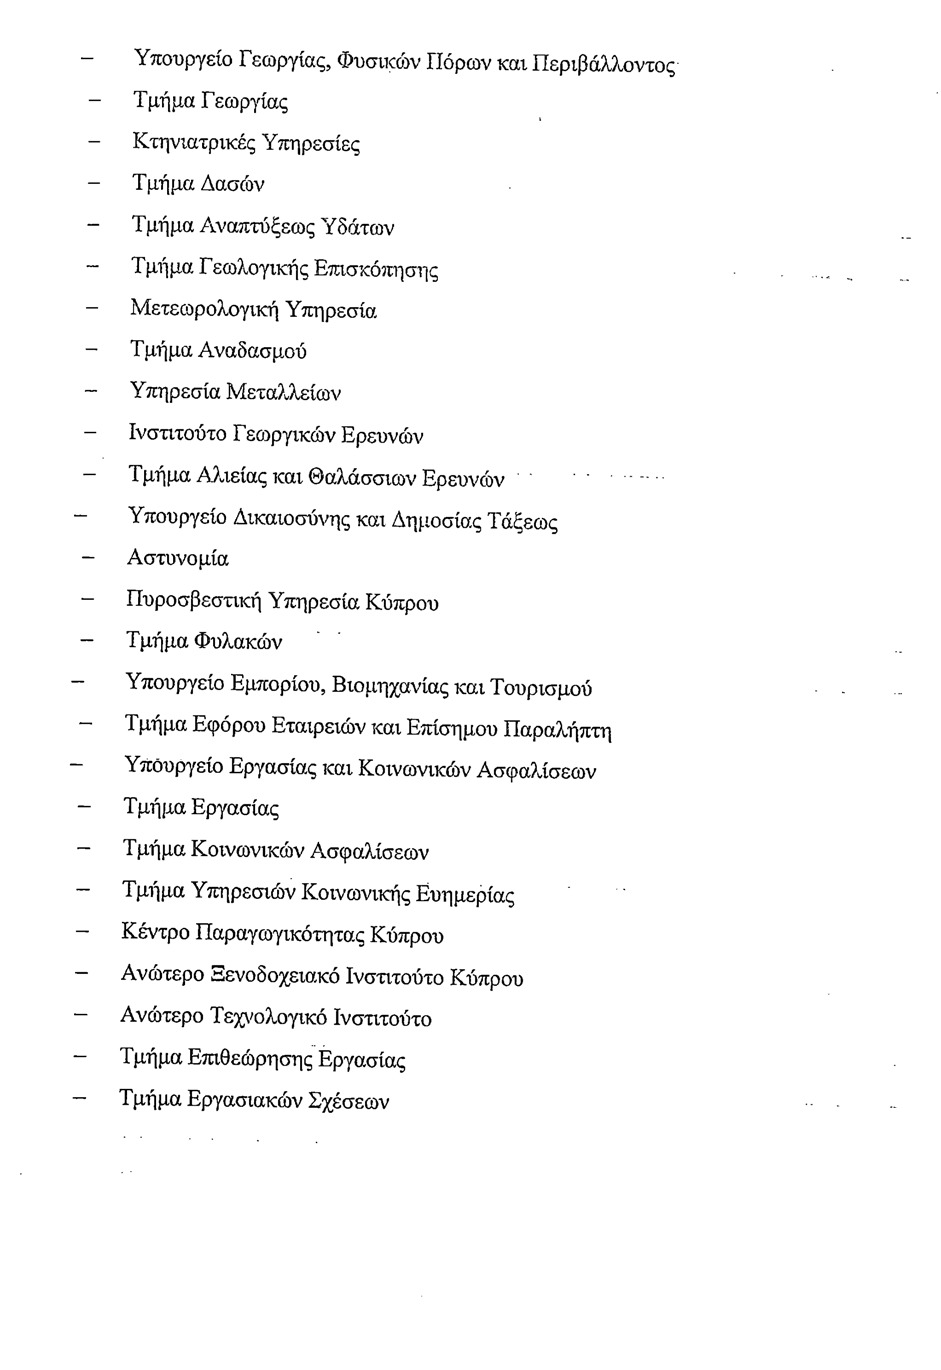 – Υπουργείο Γεωργίας, Φυσικών Πόρων και Περιβάλλοντος
– Τμήμα Γεωργίας
– Κτηνιατρικές Υπηρεσίες
– Τμήμα Δασών
– Τμήμα Αναπτύξεως Υδάτων
– Τμήμα Γεωλογικής Επισκόπησης
– Μετεωρολογική Υπηρεσία
– Τμήμα Αναδασμού
– Υπηρεσία Μεταλλείων
– Ινστιτούτο Γεωργικών Ερευνών
– Τμήμα Αλιείας και Θαλάσσιων Ερευνών
– Υπουργείο Δικαιοσύνης και Δημοσίας Τάξεως
– Αστυνομία
– Πυροσβεστική Υπηρεσία Κύπρου
– Τμήμα Φυλακών
– Υπουργείο Εμπορίου, Βιομηχανίας και Τουρισμού
– Τμήμα Εφόρου Εταιρειών και Επίσημου Παραλήπτη
– Υπουργείο Εργασίας και Κοινωνικών Ασφαλίσεων
– Τμήμα Εργασίας
– Τμήμα Κοινωνικών Ασφαλίσεων
– Τμήμα Υπηρεσιών Κοινωνικής Ευημερίας
– Κέντρο Παραγωγικότητας Κύπρου
– Ανώτερο Ξενοδοχειακό Ινστιτούτο Κύπρου
– Ανώτερο Τεχνολογικό Ινστιτούτο
– Τμήμα Επιθεώρησης Εργασίας
– Τμήμα Εργασιακών Σχέσεων